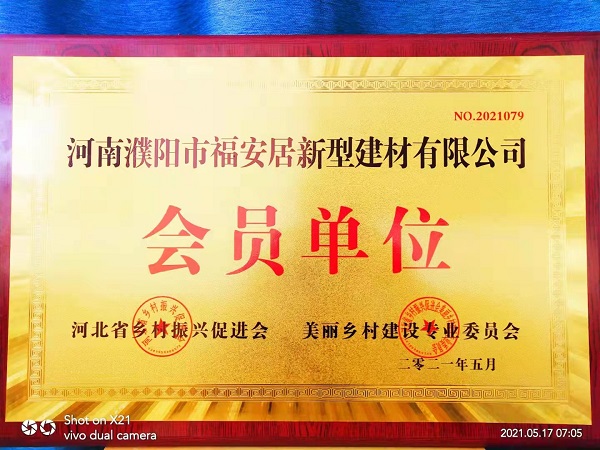 NO.2021079
河南濮阳市福安居新型建材有限公司
会员单位
河北省乡村振兴促进会 美丽乡村建设专业委员会
二零二一年五月
Shot on X21
vivo dual camera
2021.05.17 07:05